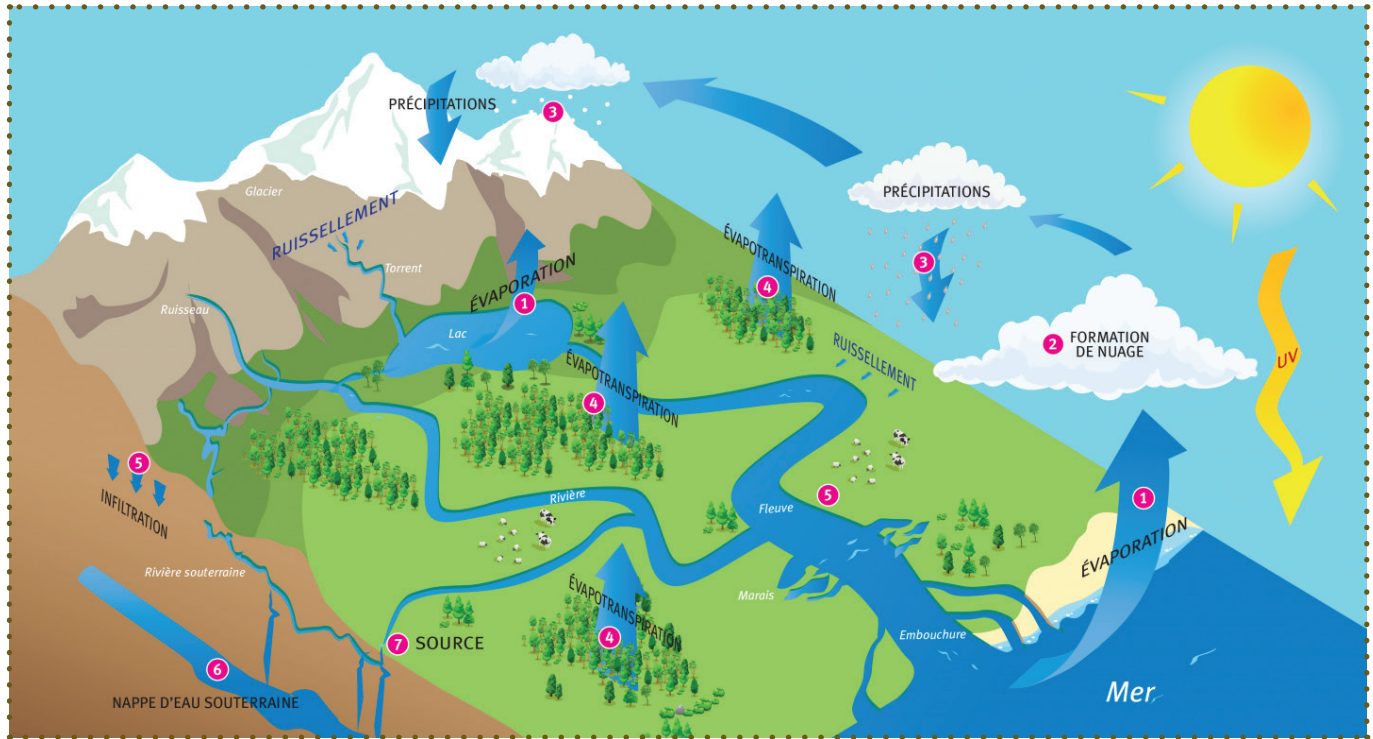 PRÉCIPITATIONS
3
Glacier
RUISSELLEMENT
Torrent
Ruisseau
ÉVAPORATION
1
Lac
PRÉCIPITATIONS
3
ÉVAPOTRANSPIRATION
4
2
FORMATION
DE NUAGE
UV
RUISSELLEMENT
ÉVAPOTRANSPIRATION
4
5
INFILTRATION
Rivière
5
Fleuve
1
ÉVAPORATION
Rivière souterraine
ÉVAPOTRANSPIRATION
4
Marais
Embouchure
7
SOURCE
6
NAPPE D'EAU SOUTERRAINE
Mer